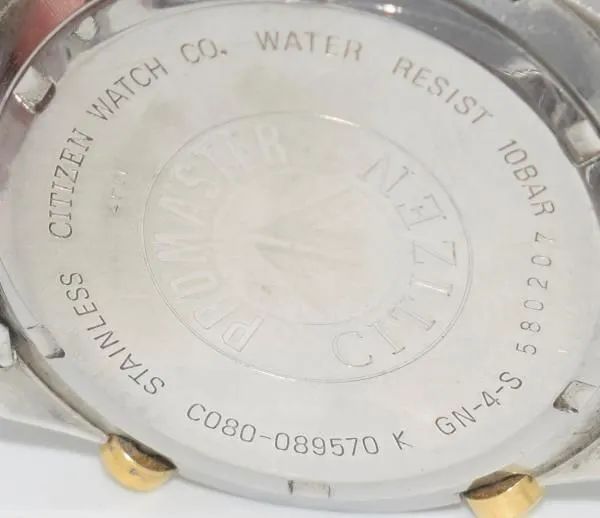 CITIZEN WATCH CO. WATER RESIST 10BAR
580207 GN-4-S C080-089570 K STAINLESS
PROMASTER
CITIZEN